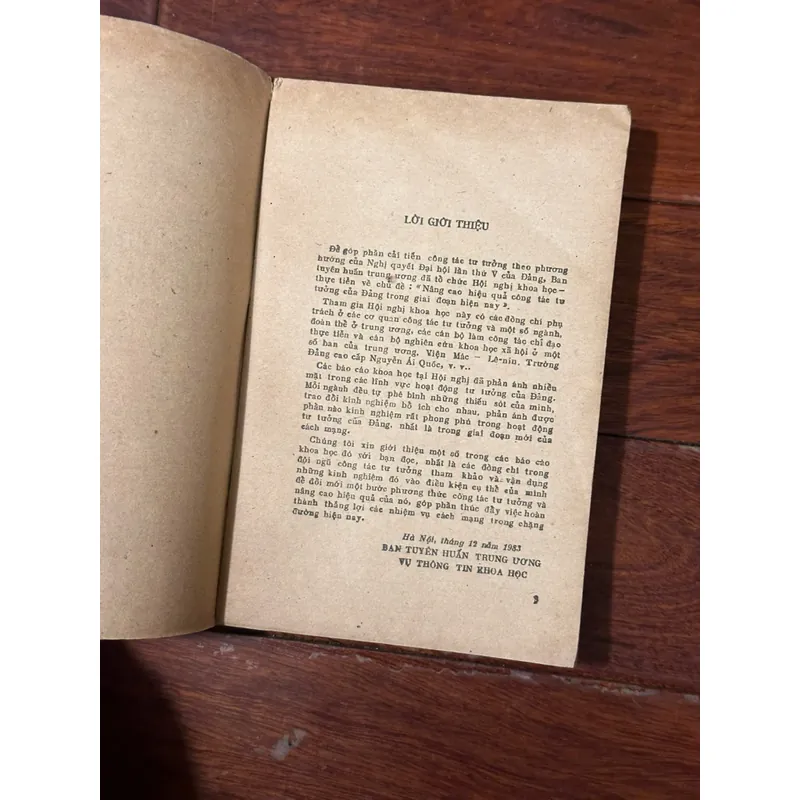 LỜI GIỚI THIỆU
Để góp phần cải tiến công tác tư tưởng theo phương
hướng của Nghị quyết Đại hội lần thứ V của Đảng, Ban
tuyên huấn trung ương đã tổ chức Hội nghị khoa học —
thực tiễn về chủ đề : "Nâng cao hiệu quả công tác tư
tưởng của Đảng trong giai đoạn hiện nay".
Tham gia Hội nghị khoa học này có các đồng chí phụ
trách ở các cơ quan công tác tư tưởng và một số ngành,
đoàn thể ở trung ương, các cán bộ làm công tác chỉ đạo
thực tiễn và cán bộ nghiên cứu khoa học xã hội ở một
số ban của trung ương, Viện Mác — Lê-nin, Trường
Đảng cao cấp Nguyễn Ái Quốc, v. v..
Các báo cáo khoa học tại Hội nghị đã phản ánh nhiều
mặt trong các lĩnh vực hoạt động tư tưởng của Đảng.
Mỗi ngành đều tự phê bình những thiếu sót của mình,
trao đổi kinh nghiệm bổ ích cho nhau, phản ánh được
phần nào kinh nghiệm rất phong phú trong hoạt động
tư tưởng của Đảng, nhất là trong giai đoạn mới của
cách mạng.
Chúng tôi xin giới thiệu một số trong các báo cáo
khoa học đó với bạn đọc, nhất là các đồng chí trong
đội ngũ công tác tư tưởng tham khảo và vận dụng
những kinh nghiệm đó vào điều kiện cụ thể của mình
để đổi mới một bước phương thức công tác tư tưởng và
nâng cao hiệu quả của nó, góp phần thúc đẩy việc hoàn
thành thắng lợi các nhiệm vụ cách mạng trong chặng
đường hiện nay.
Hà Nội, tháng 12 năm 1983
BAN TUYÊN HUẤN TRUNG ƯƠNG
VỤ THÔNG TIN KHOA HỌC
3